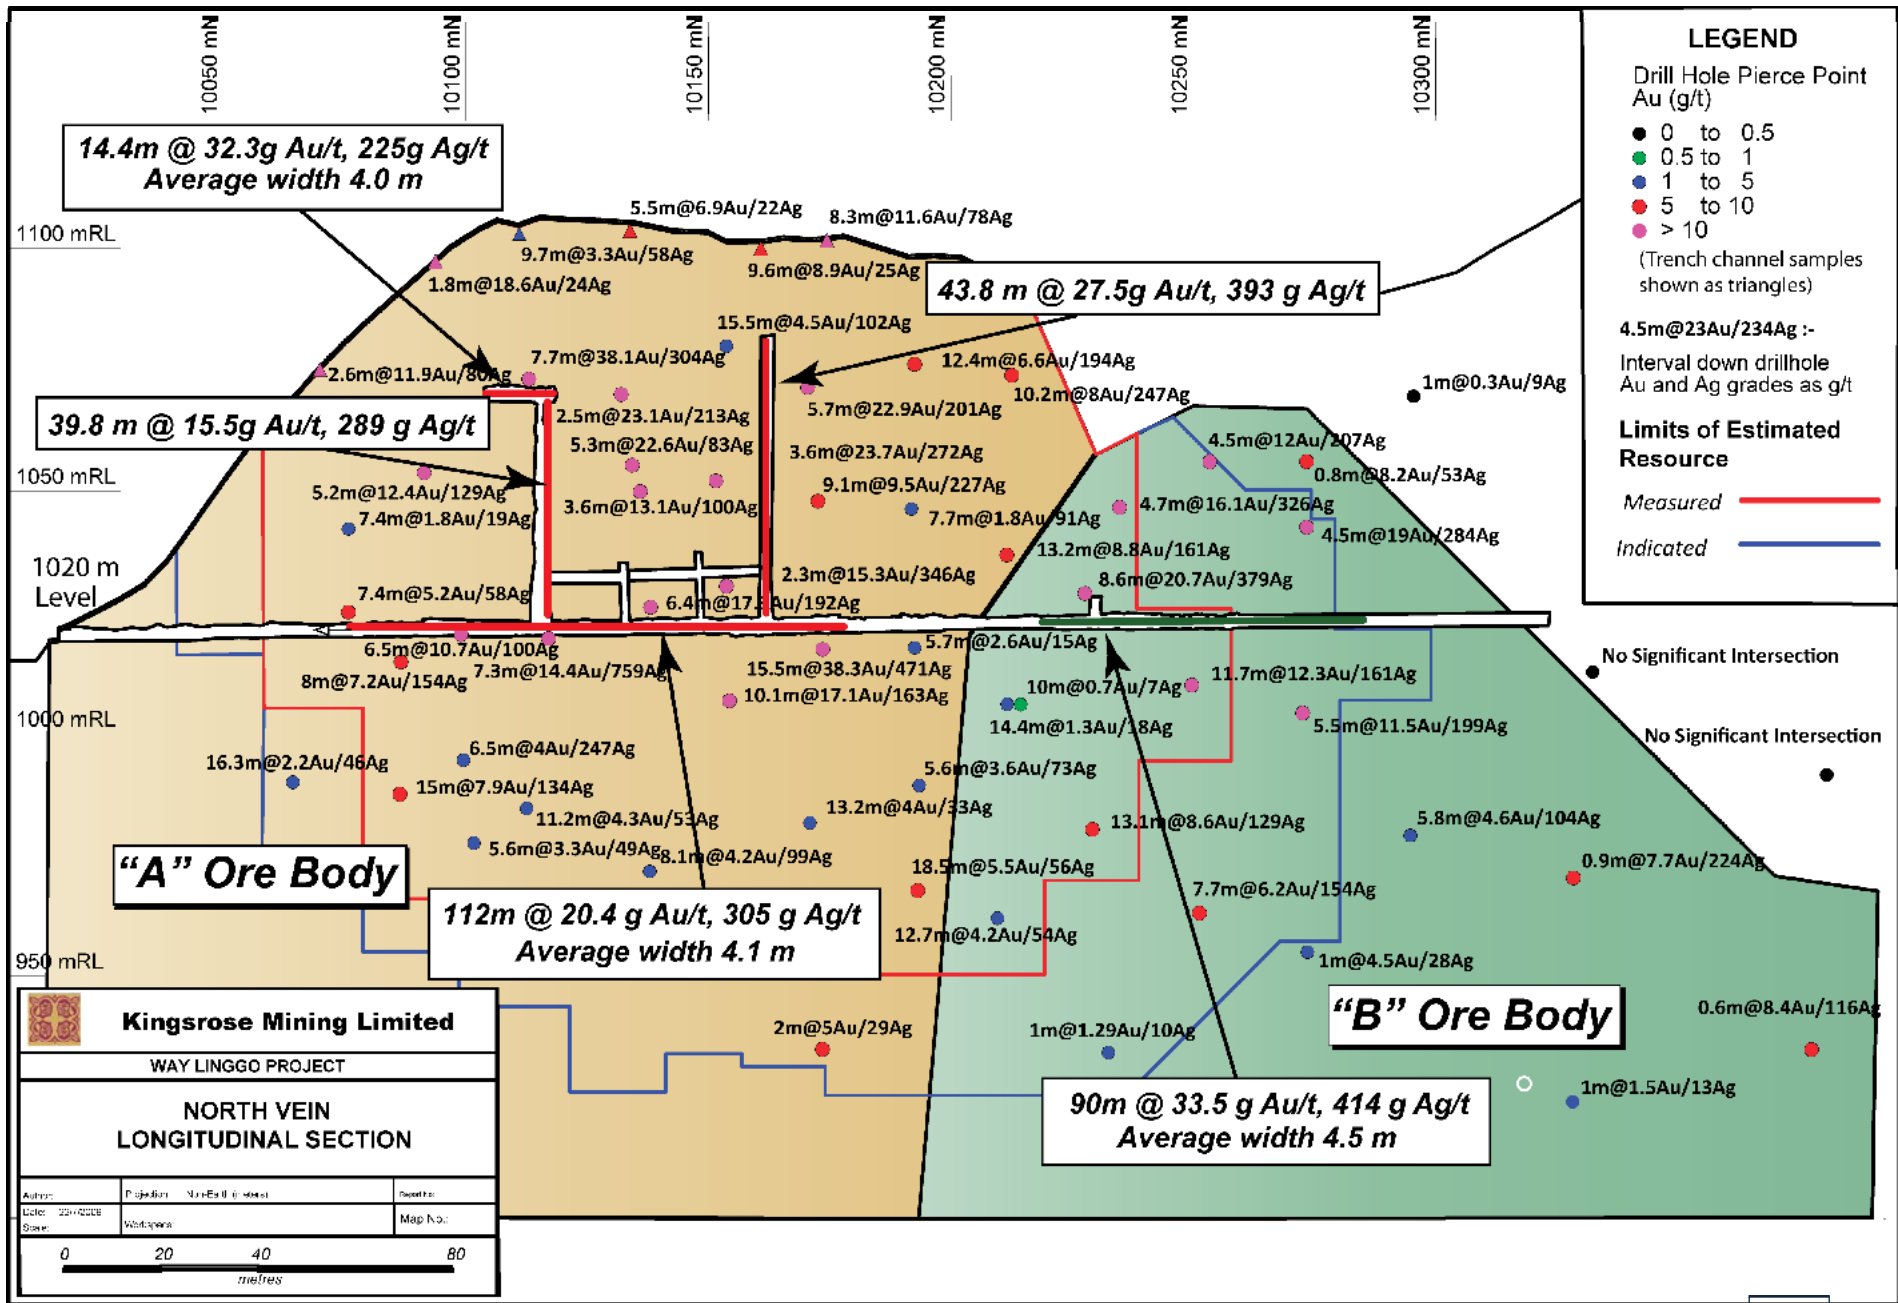 10050 mN
10100 mN
10150 mN
10200 mN
10250 mN
10300 mN
LEGEND
Drill Hole Pierce Point
Au (g/t)
0 to 0.5
0.5 to 1
1 to 5
5 to 10
> 10
(Trench channel samples
shown as triangles)
4.5m@23Au/234Ag :-
Interval down drillhole
Au and Ag grades as g/t
Limits of Estimated
Resource
Measured
Indicated
14.4m @ 32.3g Au/t, 225g Ag/t
Average width 4.0 m
5.5m@6.9Au/22Ag
8.3m@11.6Au/78Ag
1100 mRL
9.7m@3.3Au/58Ag
9.6m@8.9Au/25Ag
1.8m@18.6Au/24Ag
43.8 m @ 27.5g Au/t, 393 g Ag/t
15.5m@4.5Au/102Ag
7.7m@38.1Au/304Ag
12.4m@6.6Au/194Ag
2.6m@11.9Au/80Ag
10.2m@8Au/247Ag
1m@0.3Au/9Ag
5.7m@22.9Au/201Ag
2.5m@23.1Au/213Ag
39.8 m @ 15.5g Au/t, 289 g Ag/t
5.3m@22.6Au/83Ag
3.6m@23.7Au/272Ag
4.5m@12Au/207Ag
0.8m@8.2Au/53Ag
1050 mRL
5.2m@12.4Au/129Ag
9.1m@9.5Au/227Ag
3.6m@13.1Au/100Ag
4.7m@16.1Au/326Ag
7.4m@1.8Au/19Ag
7.7m@1.8Au/91Ag
4.5m@19Au/284Ag
13.2m@8.8Au/161Ag
1020 m
Level
2.3m@15.3Au/346Ag
8.6m@20.7Au/379Ag
7.4m@5.2Au/58Ag
6.5m@10.7Au/100Ag
5.7m@2.6Au/15Ag
No Significant Intersection
7.3m@14.4Au/759Ag
15.5m@38.3Au/471Ag
11.7m@12.3Au/161Ag
8m@7.2Au/154Ag
10m@0.7Au/7Ag
10.1m@17.1Au/163Ag
1000 mRL
14.4m@1.3Au/18Ag
5.5m@11.5Au/199Ag
No Significant Intersection
6.5m@4Au/247Ag
16.3m@2.2Au/46Ag
5.6m@3.6Au/73Ag
15m@7.9Au/134Ag
13.2m@4Au/33Ag
11.2m@4.3Au/53Ag
13.1m@8.6Au/129Ag
5.8m@4.6Au/104Ag
5.6m@3.3Au/49Ag
8.1m@4.2Au/99Ag
18.5m@5.5Au/56Ag
0.9m@7.7Au/224Ag
"A" Ore Body
7.7m@6.2Au/154Ag
112m @ 20.4 g Au/t, 305 g Ag/t
Average width 4.1 m
12.7m@4.2Au/54Ag
950 mRL
1m@4.5Au/28Ag
"B" Ore Body
0.6m@8.4Au/116Ag
2m@5Au/29Ag
1m@1.29Au/10Ag
1m@1.5Au/13Ag
90m @ 33.5 g Au/t, 414 g Ag/t
Average width 4.5 m
Kingsrose Mining Limited
WAY LINGGO PROJECT
NORTH VEIN
LONGITUDINAL SECTION
Author:
Projection: Non-Earth (meters)
Report No:
Date:
Scale:
Workspace:
Map No.:
0 20 40 80
metres